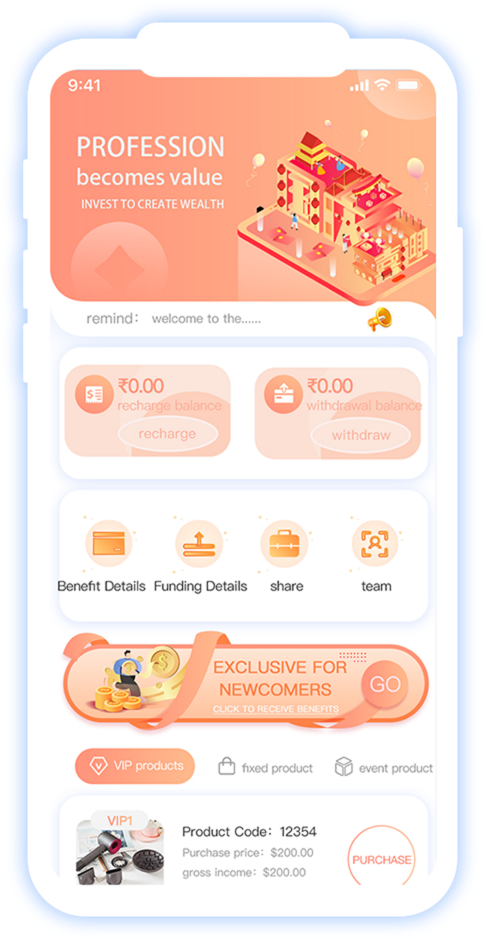 9:41
PROFESSION
becomes value
INVEST TO CREATE WEALTH
remind： welcome to the......
₹0.00
recharge balance
recharge
₹0.00
withdrawal balance
withdraw
Benefit Details
Funding Details
share
team
EXCLUSIVE FOR
NEWCOMERS
CLICK TO RECEIVE BENEFITS
GO
VIP products
fixed product
event product
VIP1
Product Code：12354
Purchase price：$200.00
gross income：$200.00
PURCHASE